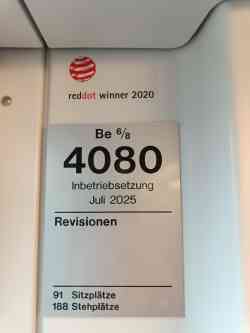 reddot winner 2020
Be 6/8
4080
Inbetriebsetzung
Juli 2025
Revisionen
91 Sitzplätze
188 Stehplätze